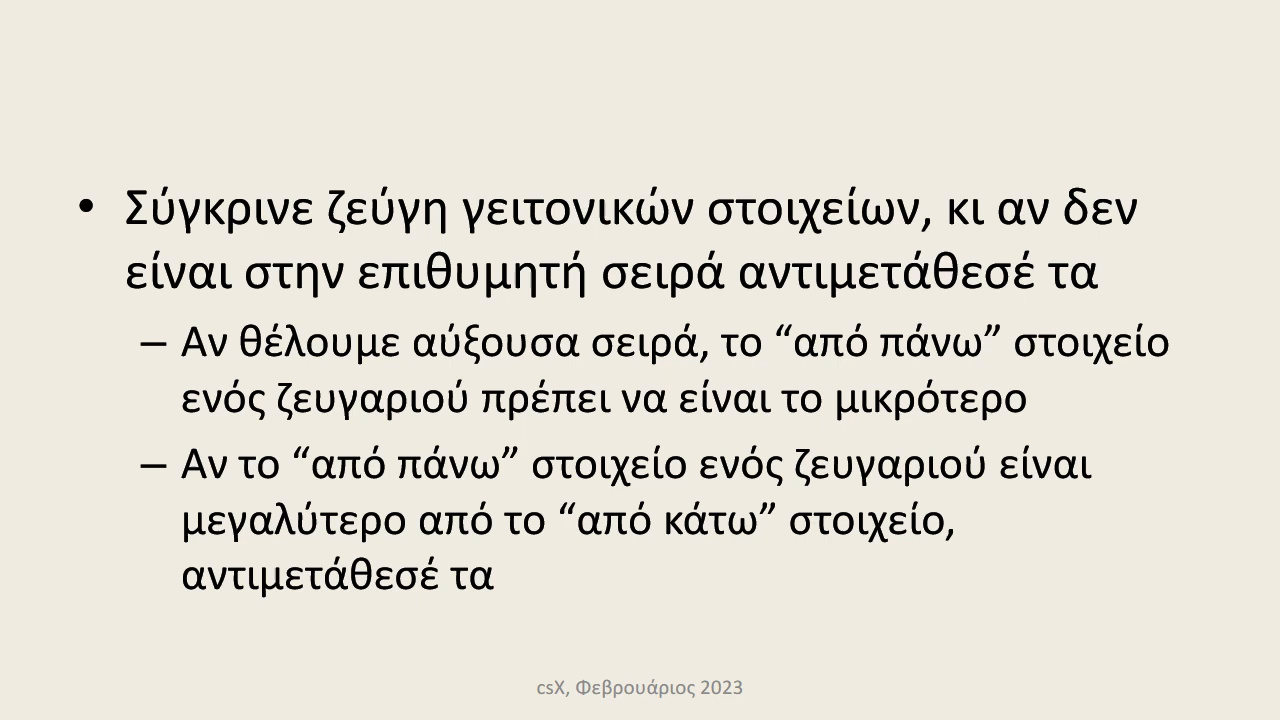 • Σύγκρινε ζεύγη γειτονικών στοιχείων, κι αν δεν
είναι στην επιθυμητή σειρά αντιμετάθεσέ τα
– Αν θέλουμε αύξουσα σειρά, το “από πάνω” στοιχείο
ενός ζευγαριού πρέπει να είναι το μικρότερο
– Αν το “από πάνω” στοιχείο ενός ζευγαριού είναι
μεγαλύτερο από το “από κάτω” στοιχείο,
αντιμετάθεσέ τα
csX, Φεβρουάριος 2023